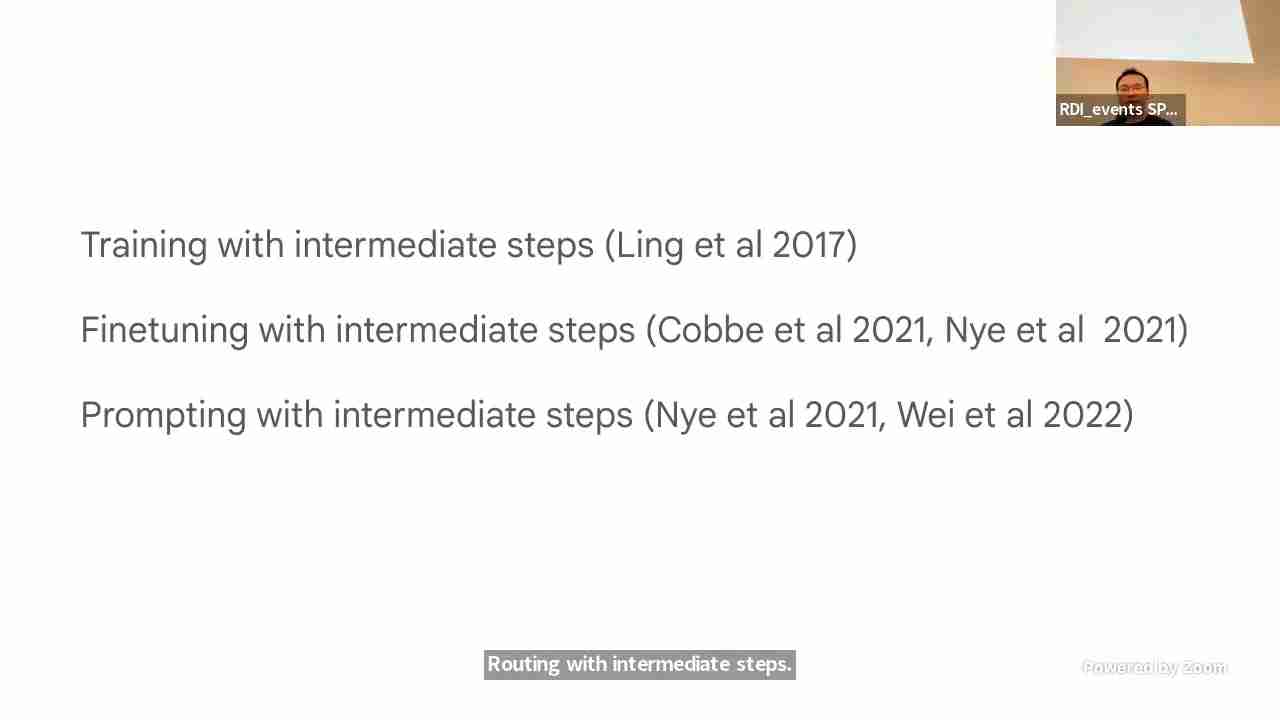 RDI_events SP...
Training with intermediate steps (Ling et al 2017)
Finetuning with intermediate steps (Cobbe et al 2021, Nye et al  2021)
Prompting with intermediate steps (Nye et al 2021, Wei et al 2022)
Routing with intermediate steps.
Powered by Zoom